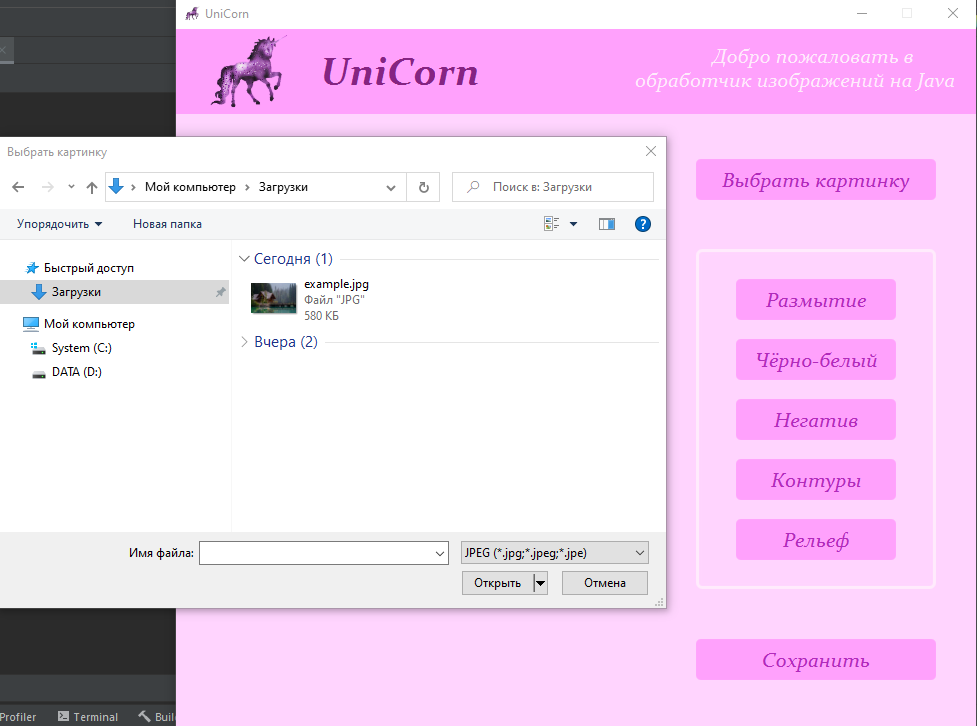 UniCorn
UniCorn
Добро пожаловать в
обработчик изображений на Java
Выбрать картинку
Мой компьютер
Загрузки
Поиск в: Загрузки
Упорядочить
Новая папка
Быстрый доступ
Загрузки
Мой компьютер
System (C:)
DATA (D:)
Сегодня (1)
example.jpg
Файл "JPG"
580 КБ
Вчера (2)
Имя файла:
JPEG (*.jpg;*.jpeg;*.jpe)
Открыть
Отмена
Выбрать картинку
Размытие
Чёрно-белый
Негатив
Контуры
Рельеф
Сохранить
Profiler
Terminal
Build